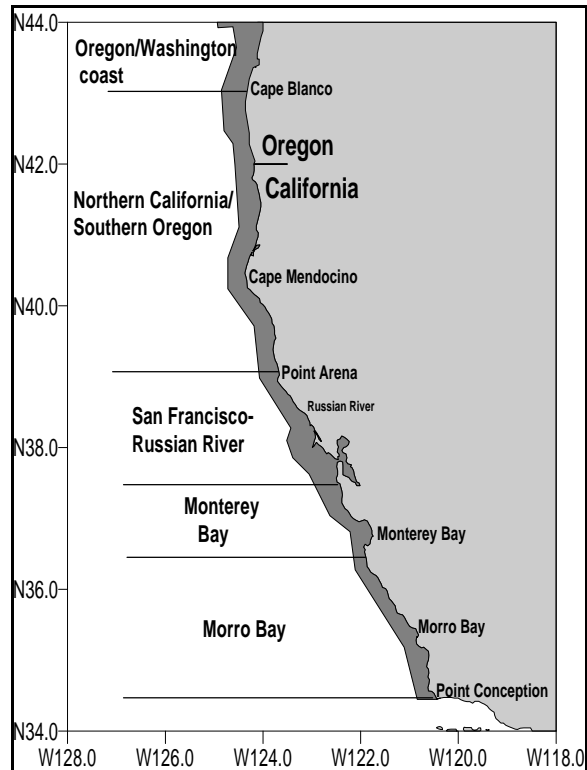 N44.0
Oregon/Washington
coast
Cape Blanco
Oregon
N42.0
California
Northern California/
Southern Oregon
Cape Mendocino
N40.0
Point Arena
Russian River
San Francisco-
Russian River
N38.0
Monterey
Bay
Monterey Bay
N36.0
Morro Bay
Morro Bay
Point Conception
N34.0
W128.0 W126.0 W124.0 W122.0 W120.0 W118.0